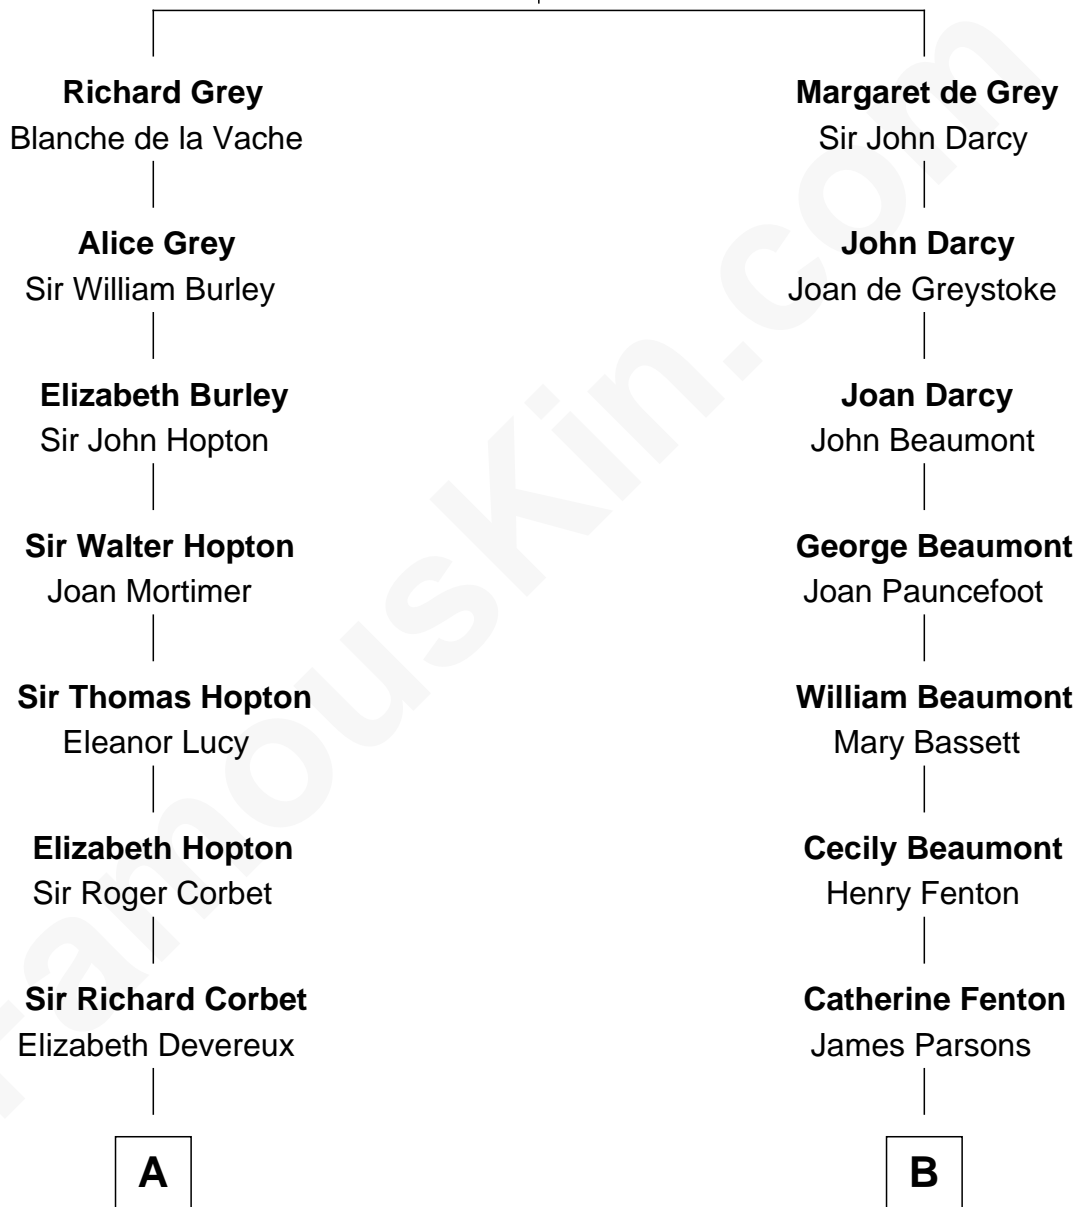 Richard Grey
Blanche de la Vache
Alice Grey
Sir William Burley
Elizabeth Burley
Sir John Hopton
Sir Walter Hopton
Joan Mortimer
Sir Thomas Hopton
Eleanor Lucy
Elizabeth Hopton
Sir Roger Corbet
Sir Richard Corbet
Elizabeth Devereux
A
Margaret de Grey
Sir John Darcy
John Darcy
Joan de Greystoke
Joan Darcy
John Beaumont
George Beaumont
Joan Pauncefoot
William Beaumont
Mary Bassett
Cecily Beaumont
Henry Fenton
Catherine Fenton
James Parsons
B
FamousKin.com